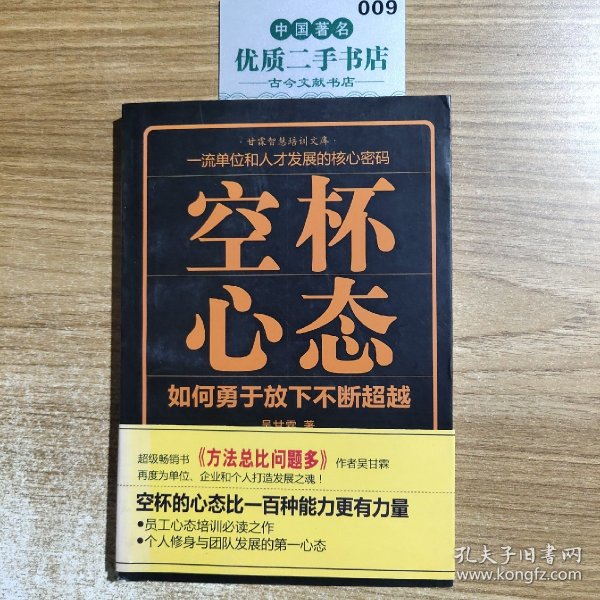 009
中国著名
优质二手书店
古今文献书店
·甘霖智慧培训文库·
一流单位和人才发展的核心密码
空杯
心态
如何勇于放下不断超越
吴甘霖 著
超级畅销书《方法总比问题多》作者吴甘霖
再度为单位、企业和个人打造发展之魂！
空杯的心态比一百种能力更有力量
●员工心态培训必读之作
●个人修身与团队发展的第一心态
孔夫子旧书网
www.kongfz.com